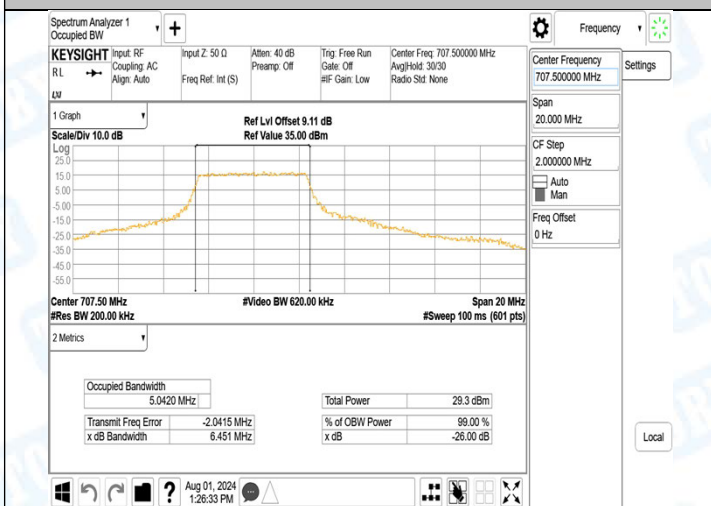 Spectrum Analyzer 1
Occupied BW
+
Frequency
KEYSIGHT
RL
Input: RF
Coupling: AC
Align: Auto
Input Z: 50 Ω
Freq Ref: Int (S)
Atten: 40 dB
Preamp: Off
Trig: Free Run
Gate: Off
#IF Gain: Low
Center Freq: 707.500000 MHz
Avg|Hold: 30/30
Radio Std: None
Center Frequency
707.500000 MHz
Settings
Span
20.000 MHz
CF Step
2.000000 MHz
Auto
Man
Freq Offset
0 Hz
1 Graph
Scale/Div 10.0 dB
Ref Lvl Offset 9.11 dB
Ref Value 35.00 dBm
Log
25.0
15.0
5.00
-5.00
-15.0
-25.0
-35.0
-45.0
-55.0
Center 707.50 MHz
#Video BW 620.00 kHz
Span 20 MHz
#Res BW 200.00 kHz
#Sweep 100 ms (601 pts)
2 Metrics
Occupied Bandwidth
5.0420 MHz
Total Power 29.3 dBm
Transmit Freq Error -2.0415 MHz
% of OBW Power 99.00 %
x dB Bandwidth 6.451 MHz
x dB -26.00 dB
Local
?
Aug 01, 2024
1:26:33 PM